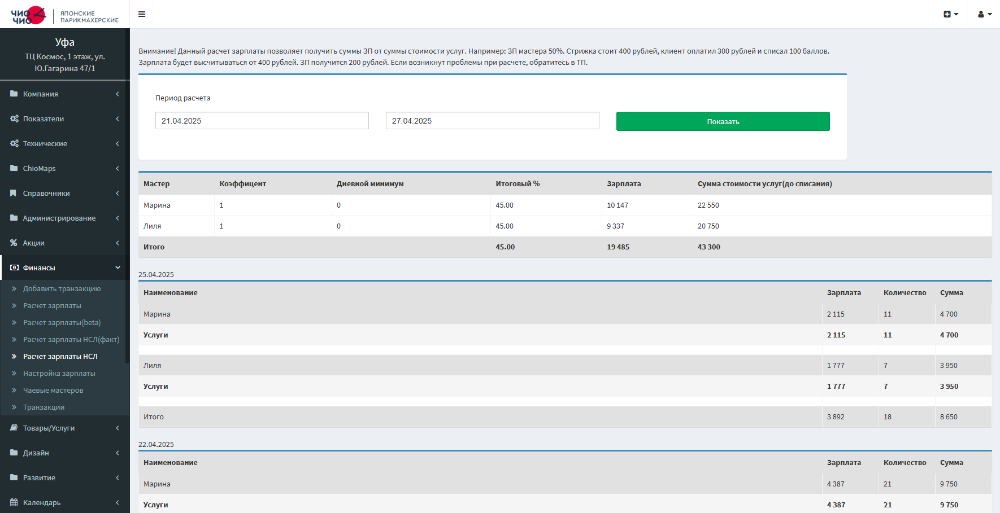 ЧИО ЧИО ЯПОНСКИЕ ПАРИКМАХЕРСКИЕ
Уфа
ТЦ Космос, 1 этаж, ул.
Ю.Гагарина 47/1
Компания
Показатели
Технические
ChioMaps
Справочники
Администрирование
Акции
Финансы
Добавить транзакцию
Расчет зарплаты
Расчет зарплаты(beta)
Расчет зарплаты НСЛ(факт)
Расчет зарплаты НСЛ
Настройка зарплаты
Чаевые мастеров
Транзакции
Товары/Услуги
Дизайн
Развитие
Календарь
Внимание! Данный расчет зарплаты позволяет получить суммы ЗП от суммы стоимости услуг. Например: ЗП мастера 50%. Стрижка стоит 400 рублей, клиент оплатил 300 рублей и списал 100 баллов.
Зарплата будет высчитываться от 400 рублей. ЗП получится 200 рублей. Если возникнут проблемы при расчете, обратитесь в ТП.
Период расчета
21.04.2025 27.04.2025 Показать
Мастер Коэффицент Дневной минимум Итоговый % Зарплата Сумма стоимости услуг(до списания)
Марина 1 0 45.00 10 147 22 550
Лиля 1 0 45.00 9 337 20 750
Итого 45.00 19 485 43 300
25.04.2025
Наименование Зарплата Количество Сумма
Марина 2 115 11 4 700
Услуги 2 115 11 4 700
Лиля 1 777 7 3 950
Услуги 1 777 7 3 950
Итого 3 892 18 8 650
22.04.2025
Наименование Зарплата Количество Сумма
Марина 4 387 21 9 750
Услуги 4 387 21 9 750